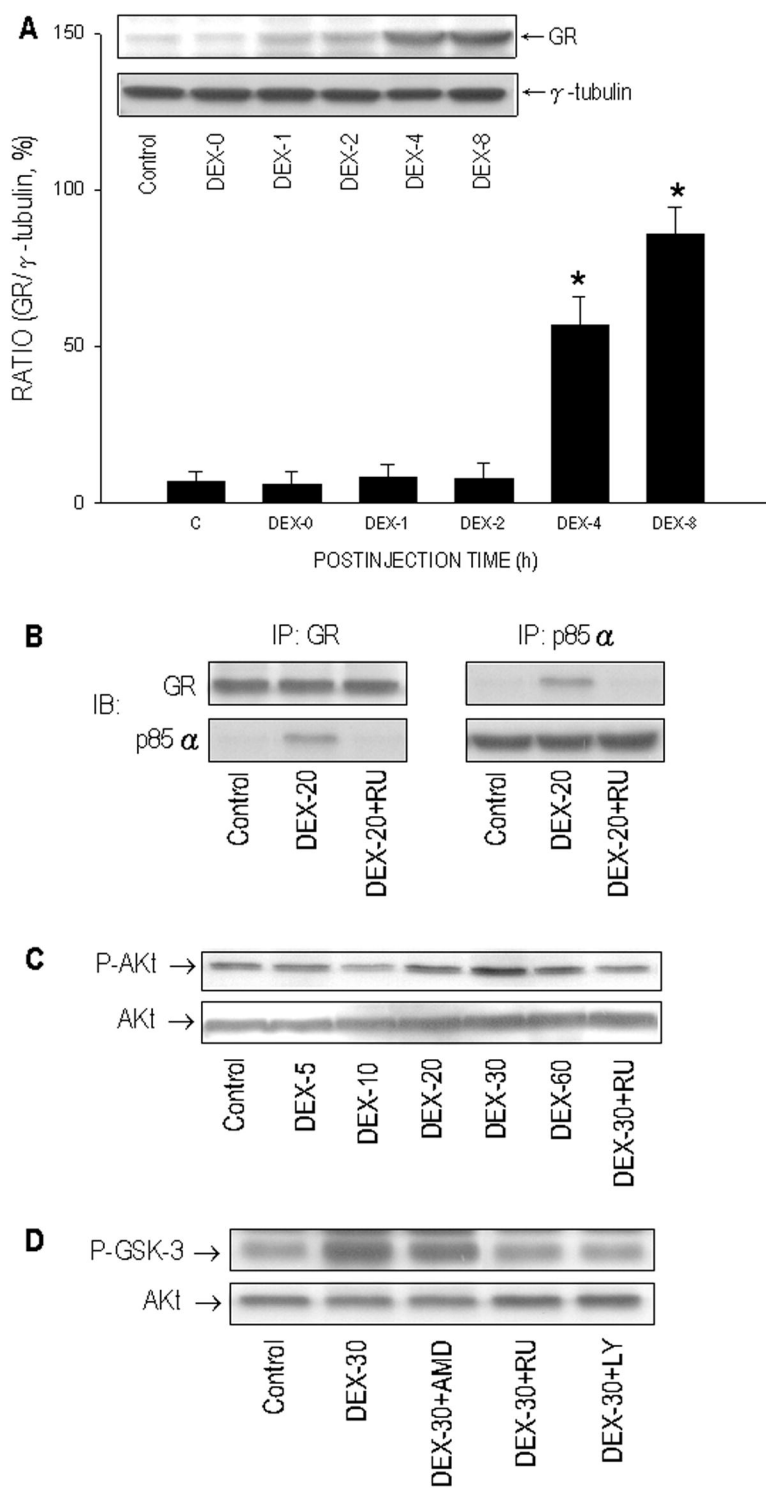 A
150
100
50
0
RATIO (GR/γ-tubulin, %)
←GR
←γ-tubulin
Control
DEX-0
DEX-1
DEX-2
DEX-4
DEX-8
*
*
C
DEX-0
DEX-1
DEX-2
DEX-4
DEX-8
POSTINJECTION TIME (h)
B
IP: GR
IP: p85 α
IB:
GR
p85 α
Control
DEX-20
DEX-20+RU
Control
DEX-20
DEX-20+RU
C
P-AKt →
AKt →
Control
DEX-5
DEX-10
DEX-20
DEX-30
DEX-60
DEX-30+RU
D
P-GSK-3 →
AKt →
Control
DEX-30
DEX-30+AMD
DEX-30+RU
DEX-30+LY